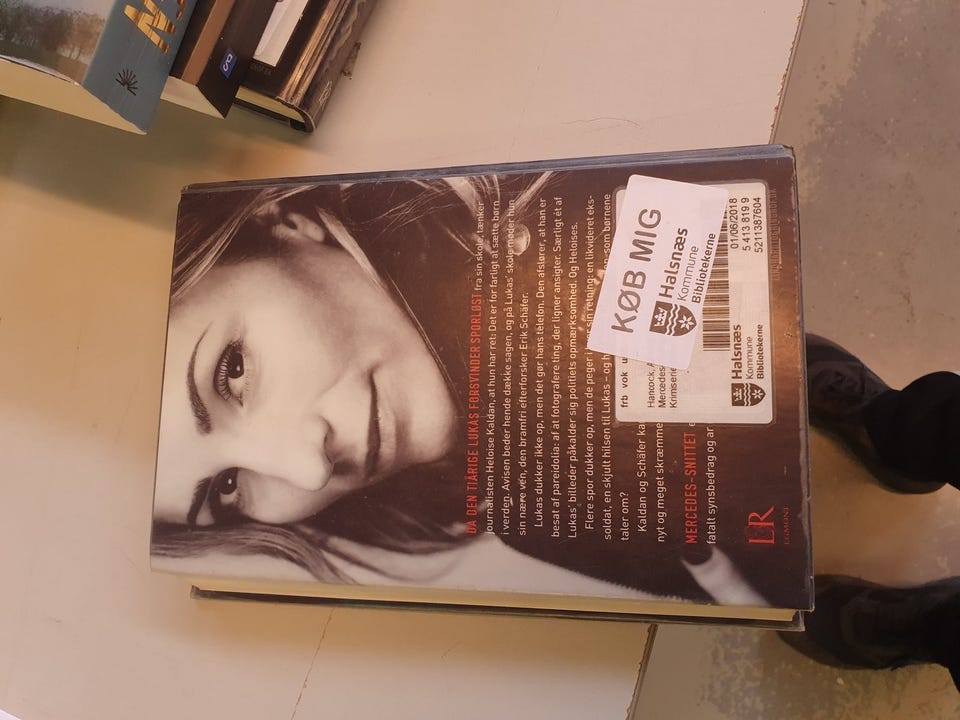 DA DEN TIÅRIGE LUKAS FORSVINDER SPORLØST fra sin skole, tænker
journalisten Heloise Kaldan, at hun har ret: Det er for farligt at sætte børn
i verden. Avisen beder hende dække sagen, og på Lukas' skole møder hun
sin nære ven, den bramfri efterforsker Erik Schäfer.
Lukas dukker ikke op, men det gør hans telefon. Den afslører, at han er
besat af pareidolia: af at fotografere ting, der ligner ansigter. Særligt ét af
Lukas' billeder påkalder sig politiets opmærksomhed. Og Heloises.
Flere spor dukker op, men de peger i sin retning: en likvideret eks-
soldat, en skjult hilsen til Lukas – og som børnene
taler om?
Kaldan og Schäfer
nyt og meget skræmme
MERCEDES-SNITTET
fatalt synsbedrag og
L&R
EGMONT
KØB MIG
Halsnæs
Kommune
Bibliotekerne
frb vok
Hancock,
Mercedes
01/06/2018
5 413 819 9
5211387604
Halsnæs
Kommune
Bibliotekerne